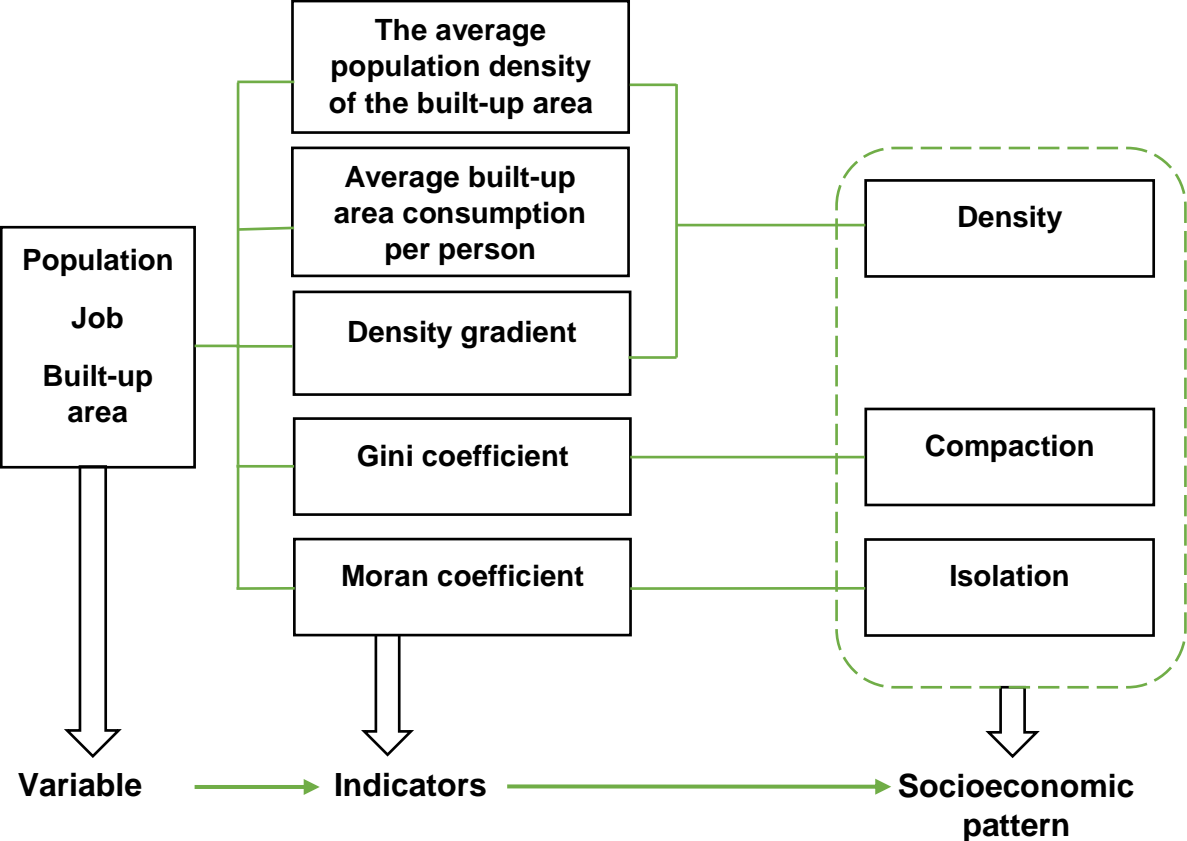 The average
population density
of the built-up area
Average built-up
area consumption
per person
Density
Population
Job
Built-up
area
Density gradient
Gini coefficient
Compaction
Moran coefficient
Isolation
Variable
Indicators
Socioeconomic
pattern